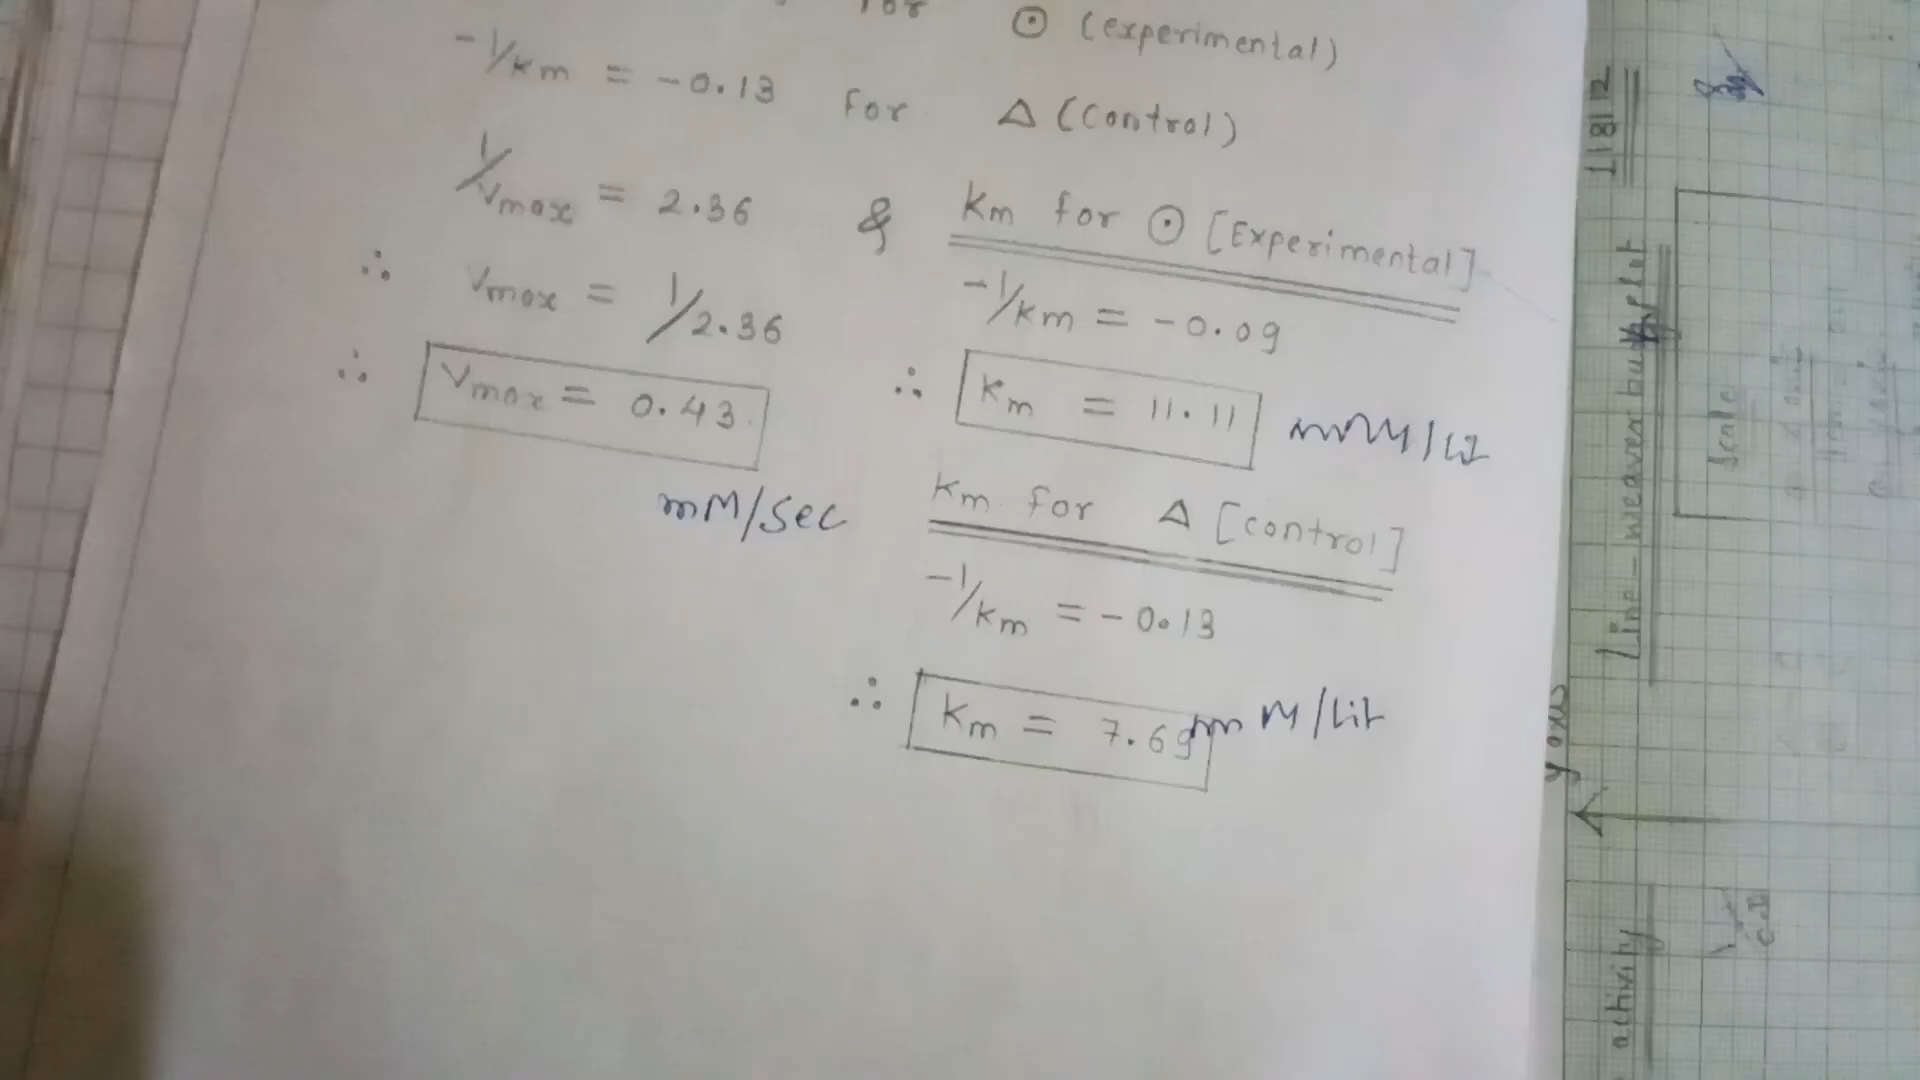 for ⊙ (experimental)
-1/km = -0.13 For Δ (control)
1/vmax = 2.36
∴ Vmax = 1/2.36
∴ Vmax = 0.43
mM/sec
& Km for ⊙ [Experimental]
-1/km = -0.09
∴ Km = 11.11
Km for Δ [control]
-1/km = -0.13
∴ Km = 7.69 mM/Lit
11812
Line-weaver plot
Scale
y axis
activity
O.D